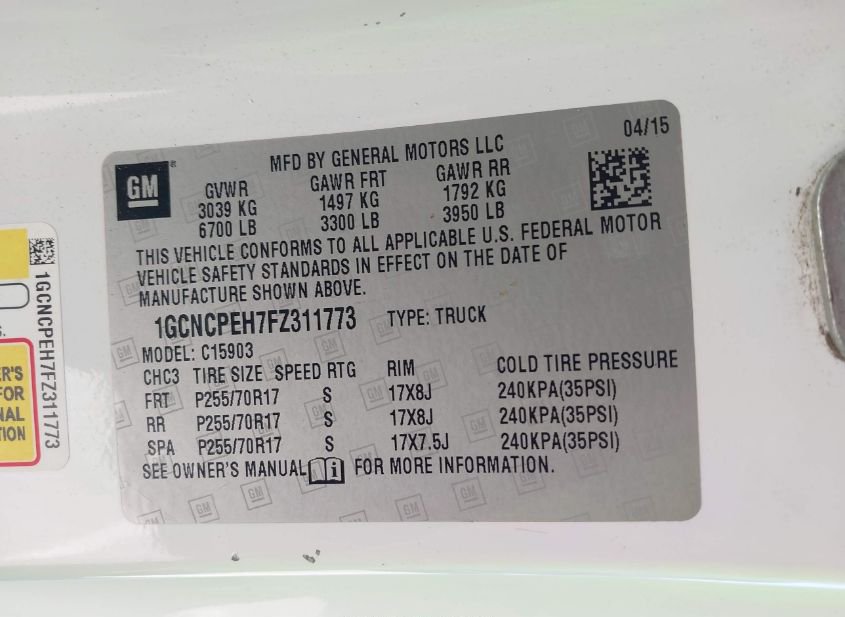 04/15
MFD BY GENERAL MOTORS LLC
GM®
GVWR GAWR FRT GAWR RR
3039 KG 1497 KG 1792 KG
6700 LB 3300 LB 3950 LB
THIS VEHICLE CONFORMS TO ALL APPLICABLE U.S. FEDERAL MOTOR
VEHICLE SAFETY STANDARDS IN EFFECT ON THE DATE OF
MANUFACTURE SHOWN ABOVE.
1GCNCPEH7FZ311773 TYPE: TRUCK
MODEL: C15903
CHC3 TIRE SIZE SPEED RTG RIM COLD TIRE PRESSURE
FRT P255/70R17 S 17X8J 240KPA(35PSI)
RR P255/70R17 S 17X8J 240KPA(35PSI)
SPA P255/70R17 S 17X7.5J 240KPA(35PSI)
SEE OWNER'S MANUAL FOR MORE INFORMATION.
1GCNCPEH7FZ311773
ER'S
FOR
NAL
TION